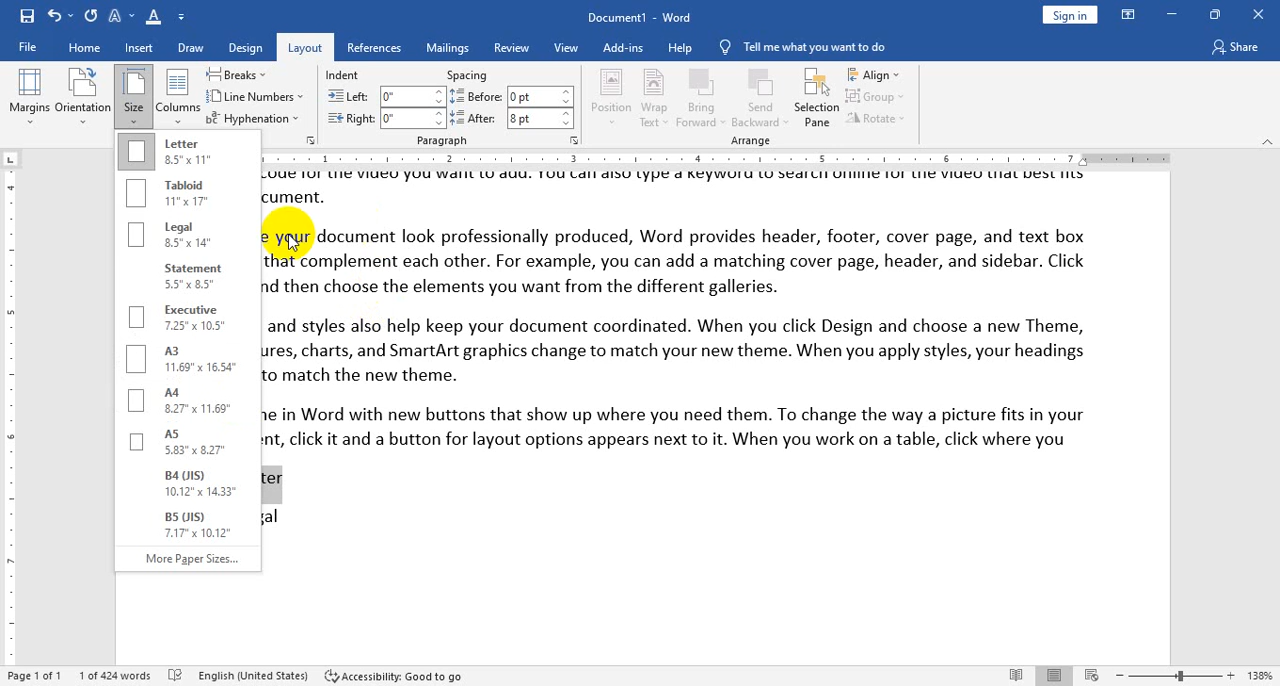 Document1 - Word
Sign in
File Home Insert Draw Design Layout References Mailings Review View Add-ins Help Tell me what you want to do Share
Margins Orientation Size Columns
Breaks
Line Numbers
Hyphenation
Indent Spacing
Left: 0" Before: 0 pt
Right: 0" After: 8 pt
Paragraph
Position Wrap Text Bring Forward Send Backward Selection Pane
Align
Group
Rotate
Arrange
Letter
8.5" x 11"
Tabloid
11" x 17"
Legal
8.5" x 14"
Statement
5.5" x 8.5"
Executive
7.25" x 10.5"
A3
11.69" x 16.54"
A4
8.27" x 11.69"
A5
5.83" x 8.27"
B4 (JIS)
10.12" x 14.33"
B5 (JIS)
7.17" x 10.12"
More Paper Sizes...
1 2 3 4 5 6 7
4
5
6
7
code for the video you want to add. You can also type a keyword to search online for the video that best fits
cument.
e your document look professionally produced, Word provides header, footer, cover page, and text box
that complement each other. For example, you can add a matching cover page, header, and sidebar. Click
nd then choose the elements you want from the different galleries.
and styles also help keep your document coordinated. When you click Design and choose a new Theme,
ures, charts, and SmartArt graphics change to match your new theme. When you apply styles, your headings
to match the new theme.
ne in Word with new buttons that show up where you need them. To change the way a picture fits in your
ent, click it and a button for layout options appears next to it. When you work on a table, click where you
ter
gal
Page 1 of 1 1 of 424 words English (United States) Accessibility: Good to go 138%